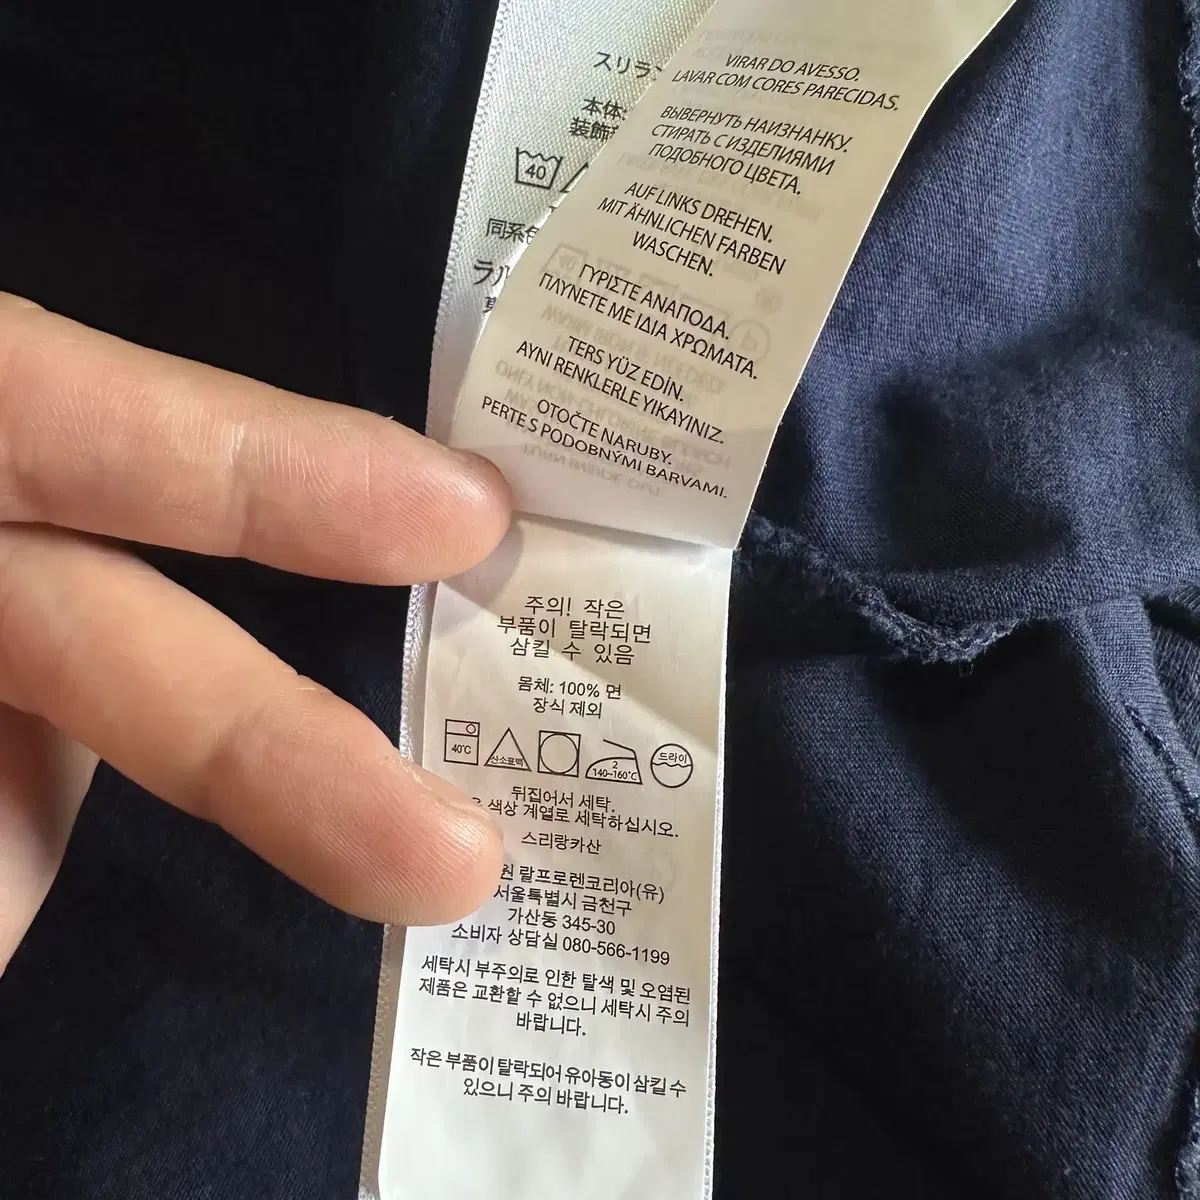 スリラン
本体:
装飾
40
同系色
VIRAR DO AVESSO.
LAVAR COM CORES PARECIDAS.
ВЫВЕРНУТЬ НАИЗНАНКУ.
СТИРАТЬ С ИЗДЕЛИЯМИ
ПОДОБНОГО ЦВЕТА.
AUF LINKS DREHEN.
MIT ÄHNLICHEN FARBEN
WASCHEN.
ΓΥΡΙΣΤΕ ΑΝΑΠΟΔΑ.
ΠΛΥΝΕΤΕ ΜΕ ΙΔΙΑ ΧΡΩΜΑΤΑ.
TERS YÜZ EDİN.
AYNI RENKLERLE YIKAYINIZ.
OTOČTE NARUBY.
PERTE S PODOBNÝMI BARVAMI.
주의! 작은
부품이 탈락되면
삼킬 수 있음
몸체: 100% 면
장식 제외
40℃ 산소표백 2 140~160℃ 드라이
뒤집어서 세탁.
색상 계열로 세탁하십시오.
스리랑카산
원 랄프로렌코리아(유)
서울특별시 금천구
가산동 345-30
소비자 상담실 080-566-1199
세탁시 부주의로 인한 탈색 및 오염된
제품은 교환할 수 없으니 세탁시 주의
바랍니다.
작은 부품이 탈락되어 유아동이 삼킬 수
있으니 주의 바랍니다.